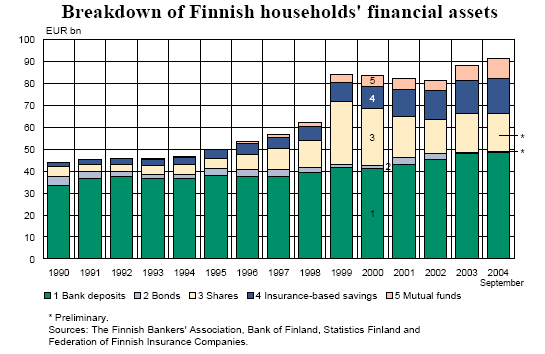 Breakdown of Finnish households' financial assets
EUR bn
100
90
80
70
60
50
40
30
20
10
0
5
4
3
2
1
*
*
1990 1991 1992 1993 1994 1995 1996 1997 1998 1999 2000 2001 2002 2003 2004
September
1 Bank deposits 2 Bonds 3 Shares 4 Insurance-based savings 5 Mutual funds
* Preliminary.
Sources: The Finnish Bankers' Association, Bank of Finland, Statistics Finland and
Federation of Finnish Insurance Companies.